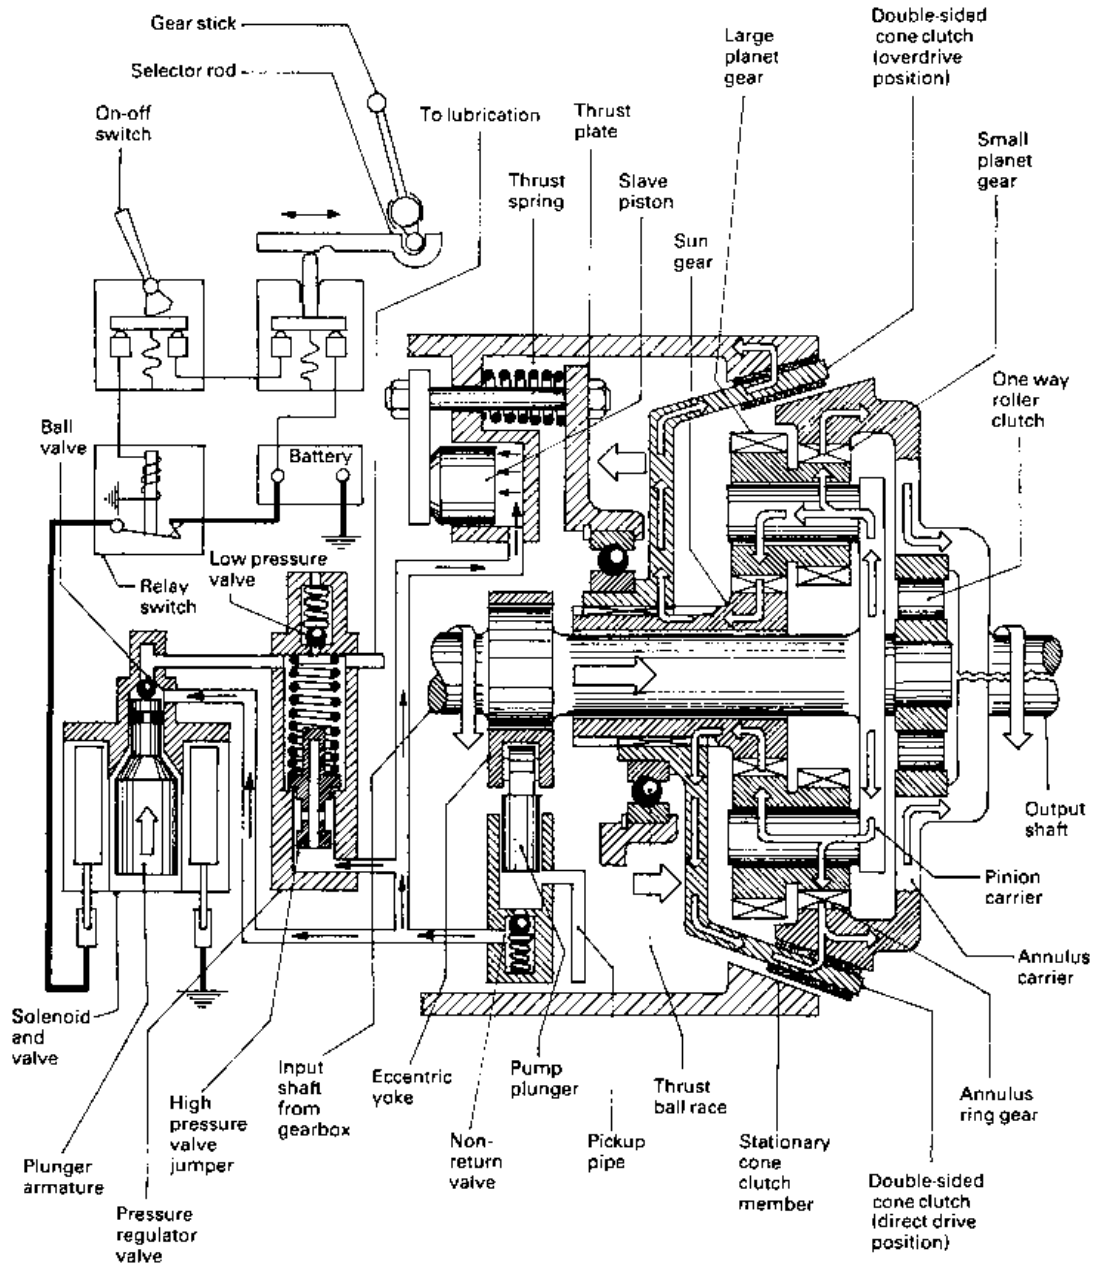 Gear stick
Selector rod
On-off
switch
To lubrication
Thrust
plate
Large
planet
gear
Double-sided
cone clutch
(overdrive
position)
Small
planet
gear
Thrust
spring
Slave
piston
Sun
gear
One way
roller
clutch
Ball
valve
Battery
Relay
switch
Low pressure
valve
Output
shaft
Pinion
carrier
Annulus
carrier
Annulus
ring gear
Solenoid
and
valve
Plunger
armature
Pressure
regulator
valve
High
pressure
valve
jumper
Input
shaft
from
gearbox
Eccentric
yoke
Non-
return
valve
Pump
plunger
Pickup
pipe
Thrust
ball race
Stationary
cone
clutch
member
Double-sided
cone clutch
(direct drive
position)